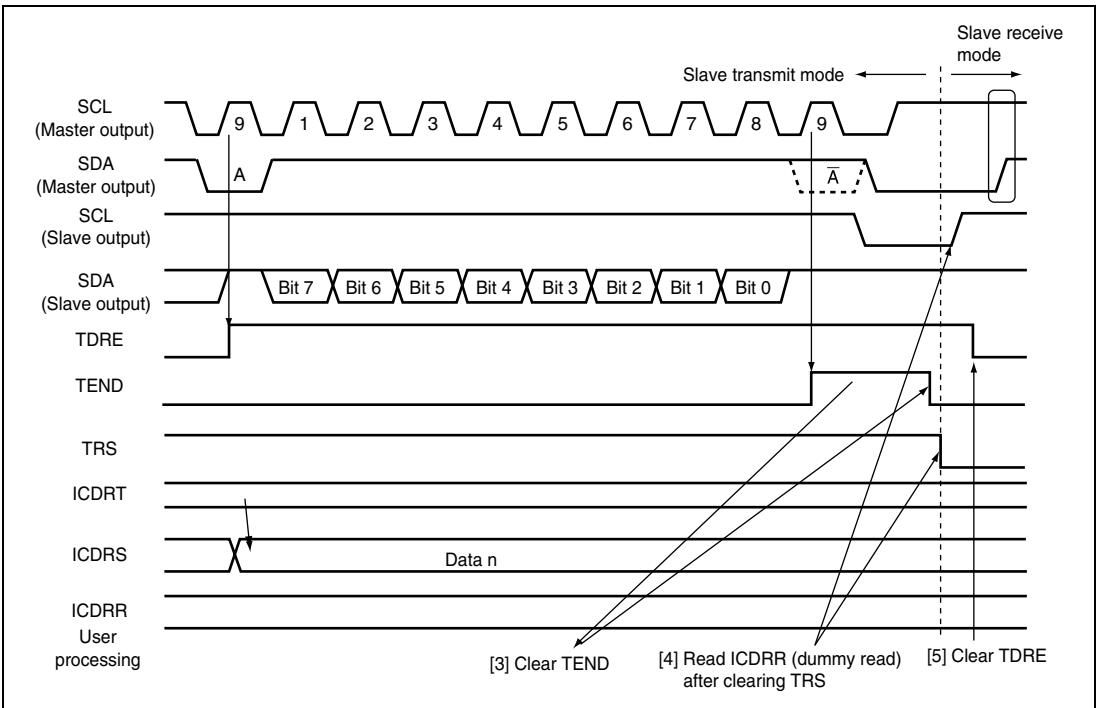 Slave receive
mode
Slave transmit mode
SCL
(Master output)
9 1 2 3 4 5 6 7 8 9
SDA
(Master output)
A A̅
SCL
(Slave output)
SDA
(Slave output)
Bit 7 Bit 6 Bit 5 Bit 4 Bit 3 Bit 2 Bit 1 Bit 0
TDRE
TEND
TRS
ICDRT
ICDRS
Data n
ICDRR
User
processing
[3] Clear TEND
[4] Read ICDRR (dummy read)
after clearing TRS
[5] Clear TDRE